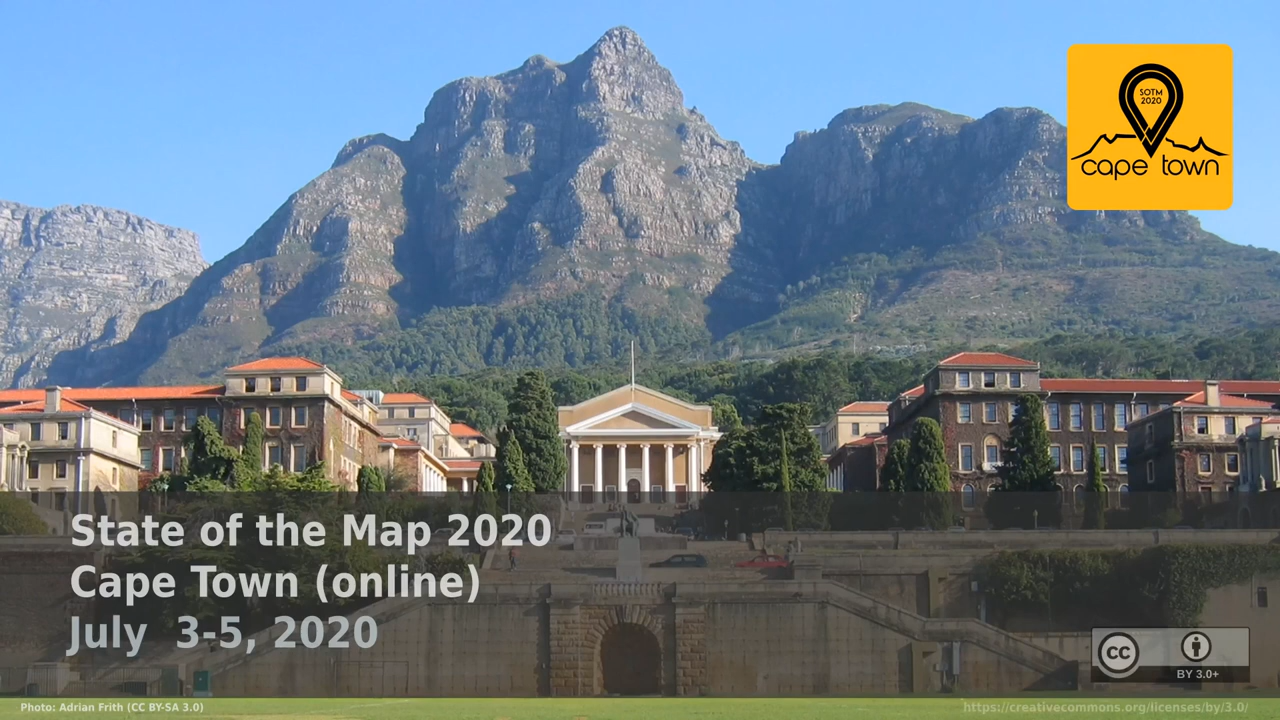 SOTM
2020
cape town
State of the Map 2020
Cape Town (online)
July 3-5, 2020
cc
BY 3.0+
Photo: Adrian Frith (CC BY-SA 3.0)
https://creativecommons.org/licenses/by/3.0/